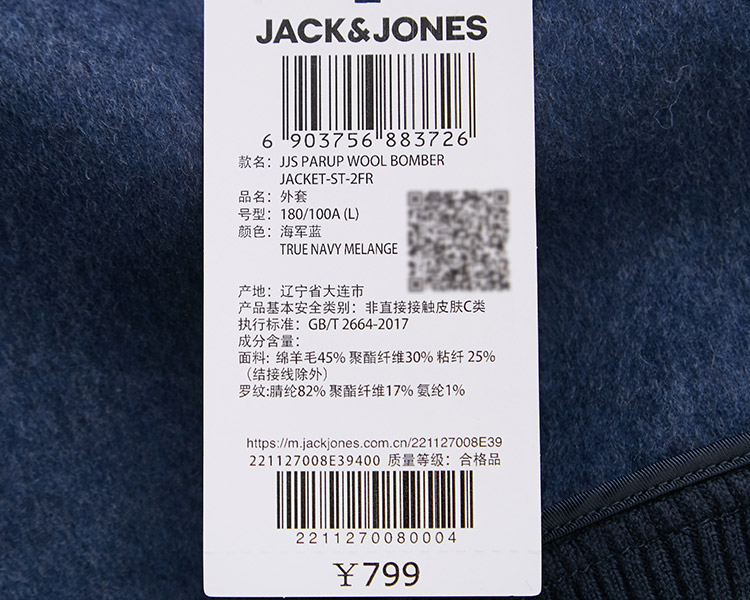 JACK&JONES
6 903756 883726
款名： JJS PARUP WOOL BOMBER
JACKET-ST-2FR
品名： 外套
号型： 180/100A (L)
颜色： 海军蓝
TRUE NAVY MELANGE
产地： 辽宁省大连市
产品基本安全类别： 非直接接触皮肤C类
执行标准： GB/T 2664-2017
成分含量：
面料: 绵羊毛45% 聚酯纤维30% 粘纤 25%
（结接线除外）
罗纹:腈纶82% 聚酯纤维17% 氨纶1%
https://m.jackjones.com.cn/221127008E39
221127008E39400 质量等级：合格品
2211270080004
￥799